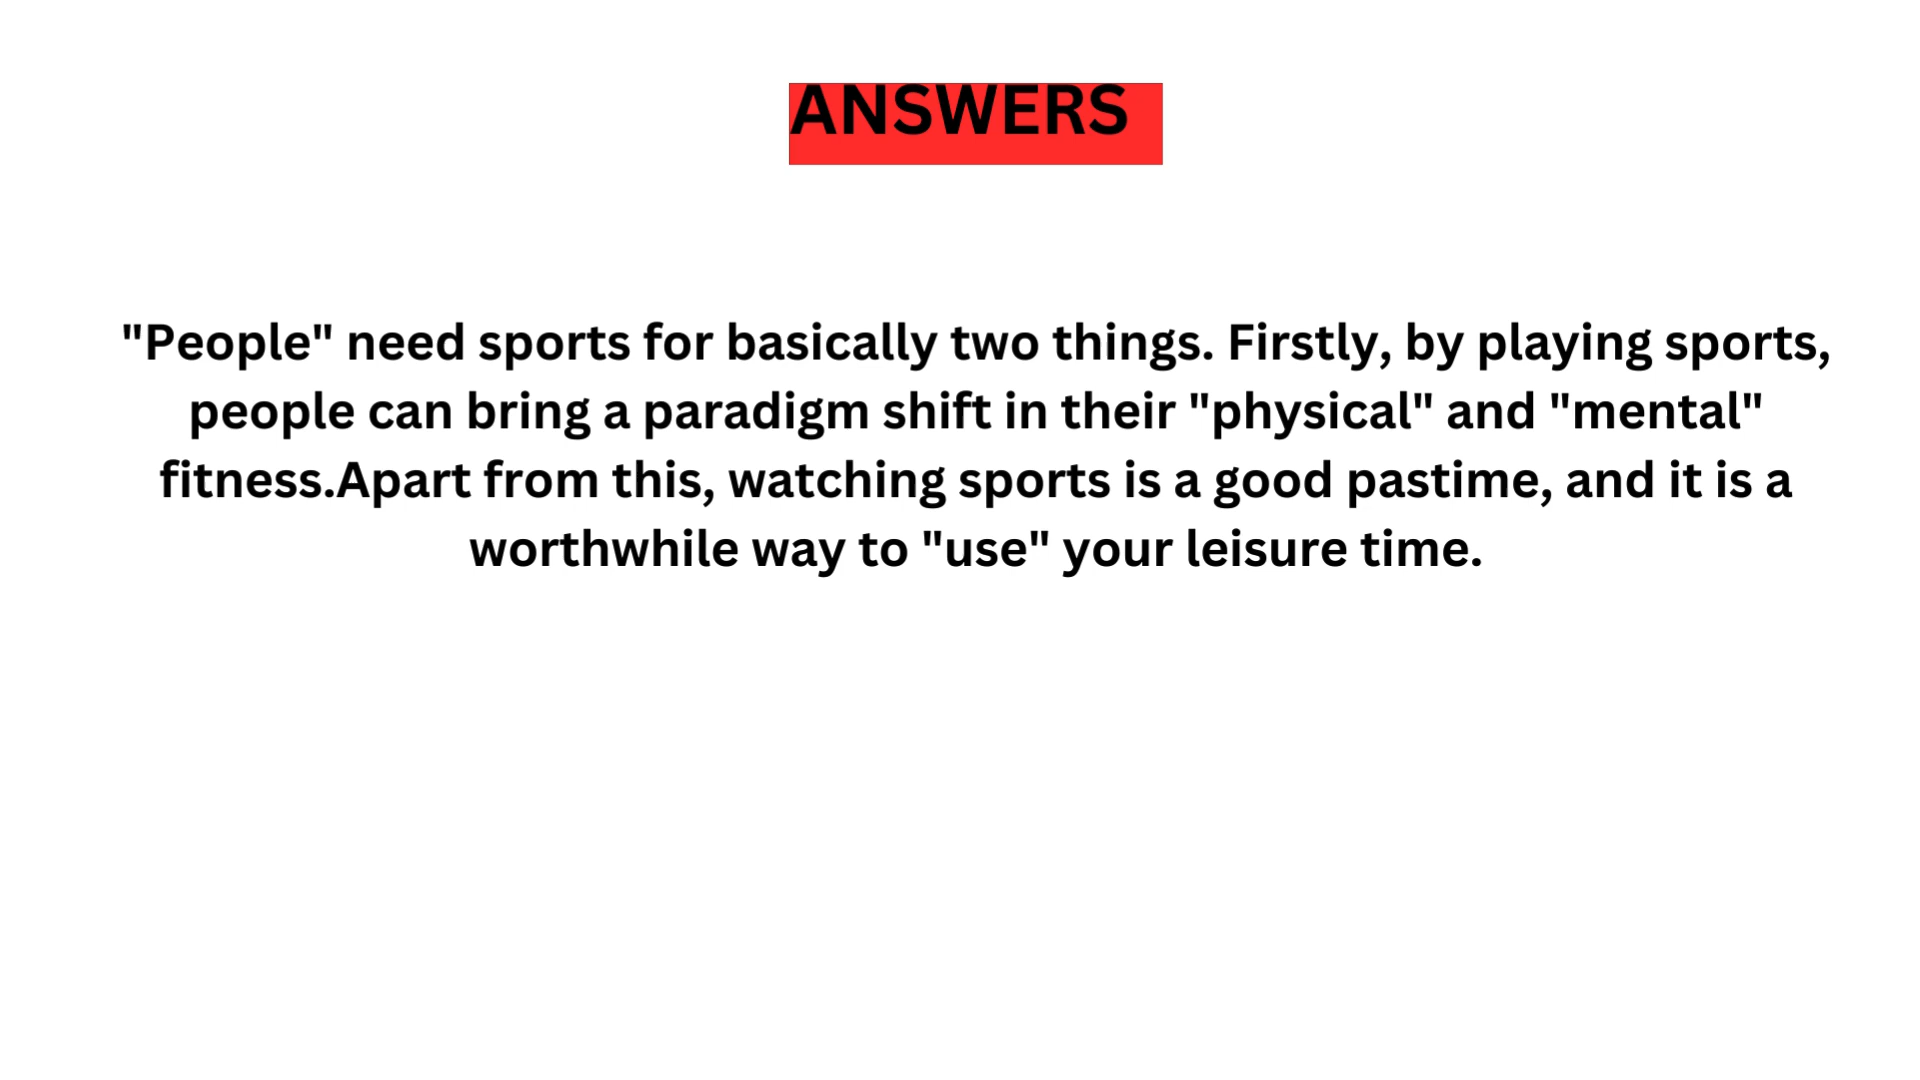 ANSWERS
"People" need sports for basically two things. Firstly, by playing sports,
people can bring a paradigm shift in their "physical" and "mental"
fitness.Apart from this, watching sports is a good pastime, and it is a
worthwhile way to "use" your leisure time.